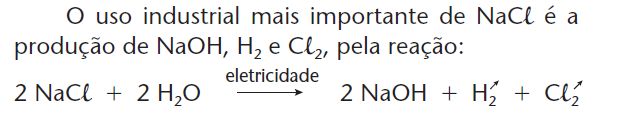 O uso industrial mais importante de NaCℓ é a
produção de NaOH, H₂ e Cℓ₂, pela reação:
eletricidade
2 NaCℓ + 2 H₂O ⟶ 2 NaOH + H₂↗ + Cℓ₂↗